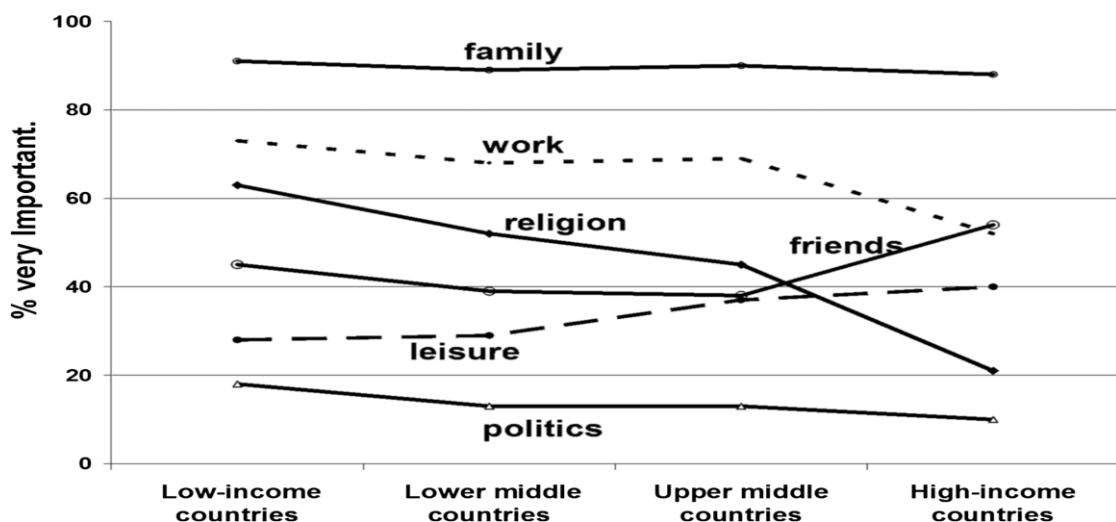 100
80
60
40
20
0
% very Important.
family
work
religion
friends
leisure
politics
Low-income
countries
Lower middle
countries
Upper middle
countries
High-income
countries